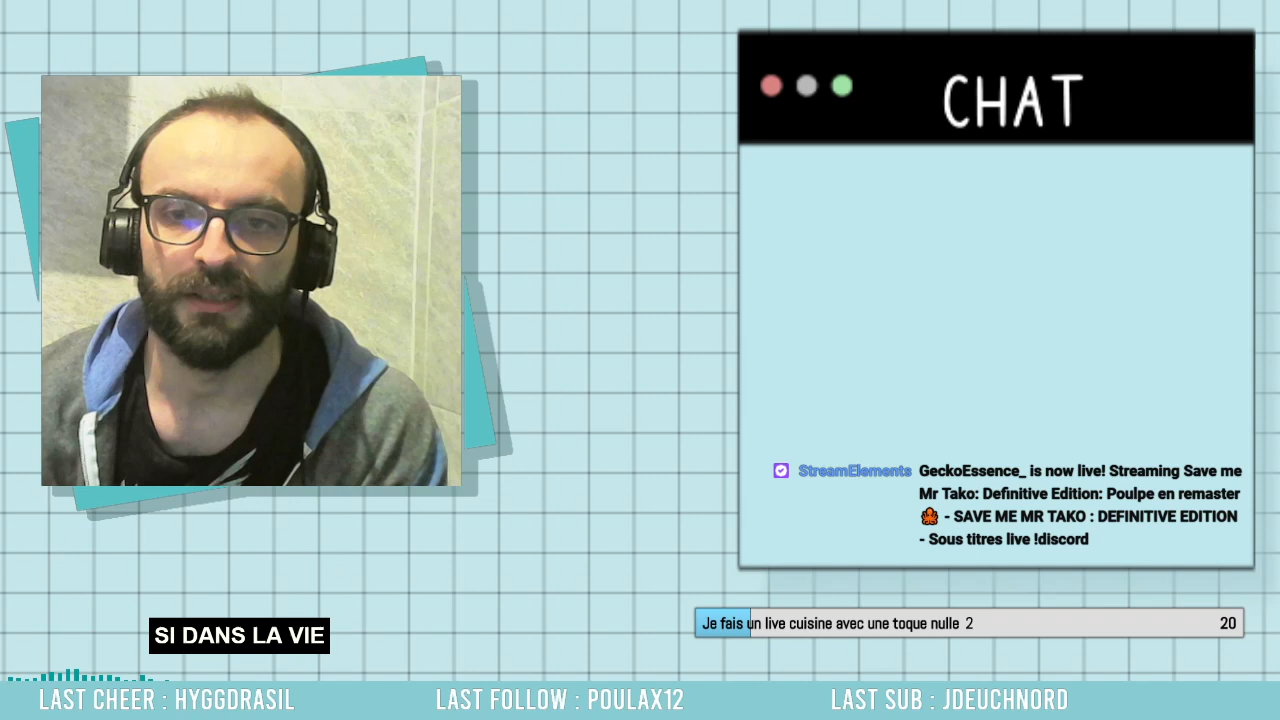 CHAT
StreamElements GeckoEssence_ is now live! Streaming Save me
Mr Tako: Definitive Edition: Poulpe en remaster
🐙 - SAVE ME MR TAKO : DEFINITIVE EDITION
- Sous titres live !discord
Je fais un live cuisine avec une toque nulle 2 20
SI DANS LA VIE
LAST CHEER : HYGGDRASIL LAST FOLLOW : POULAX12 LAST SUB : JDEUCHNORD